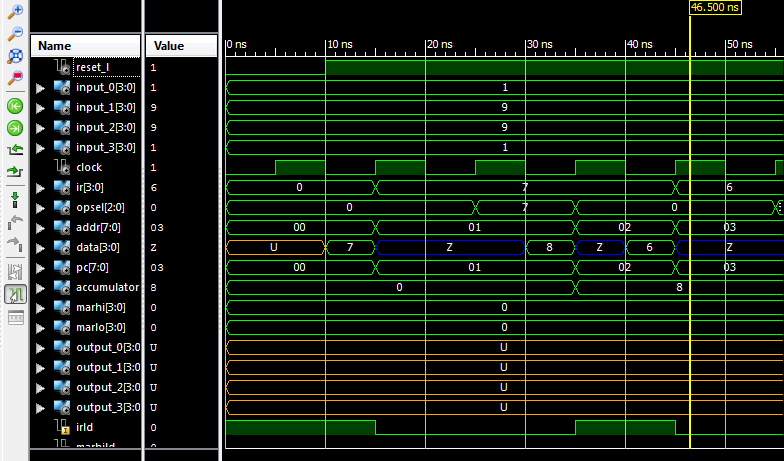 46.500 ns
Name Value 0 ns 10 ns 20 ns 30 ns 40 ns 50 ns
reset_l 1
input_0[3:0] 1 1
input_1[3:0] 9 9
input_2[3:0] 9 9
input_3[3:0] 1 1
clock 1
ir[3:0] 6 0 7 6
opsel[2:0] 0 0 7 0
addr[7:0] 03 00 01 02 03
data[3:0] Z U 7 Z 8 Z 6 Z
pc[7:0] 03 00 01 02 03
accumulator 8 0 8
marhi[3:0] 0 0
marlo[3:0] 0 0
output_0[3:0 U U
output_1[3:0 U U
output_2[3:0 U U
output_3[3:0 U U
irld 0